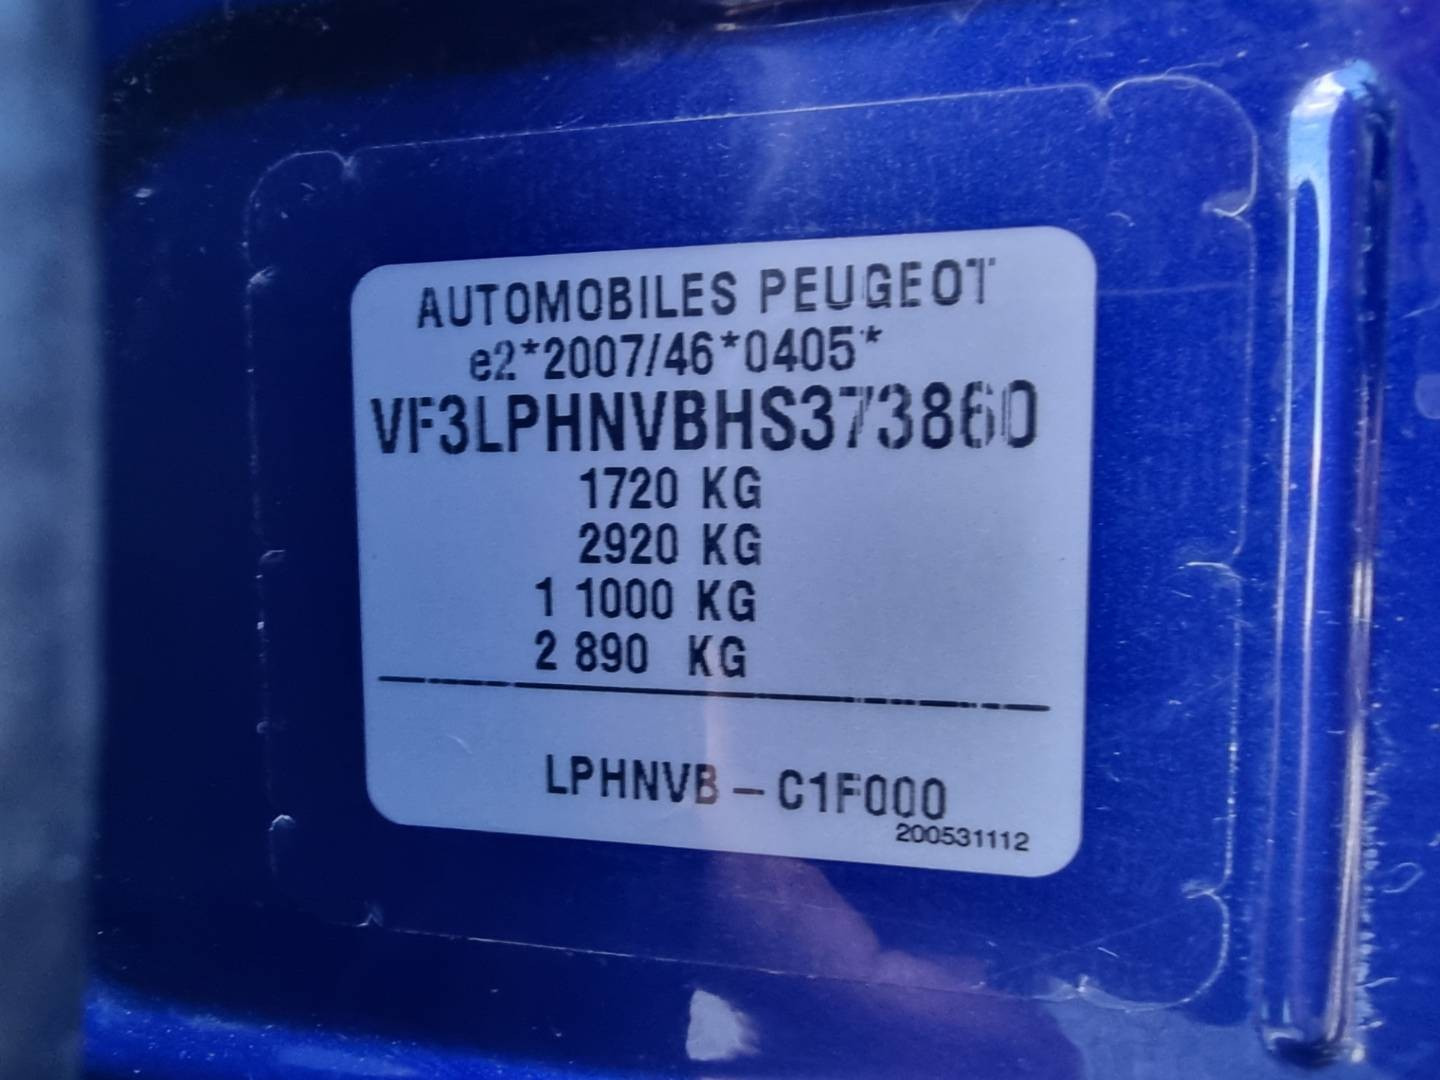 AUTOMOBILES PEUGEOT
e2*2007/46*0405*
VF3LPHNVBHS373860
1720 KG
2920 KG
1 1000 KG
2 890 KG
LPHNVB - C1F000
200531112